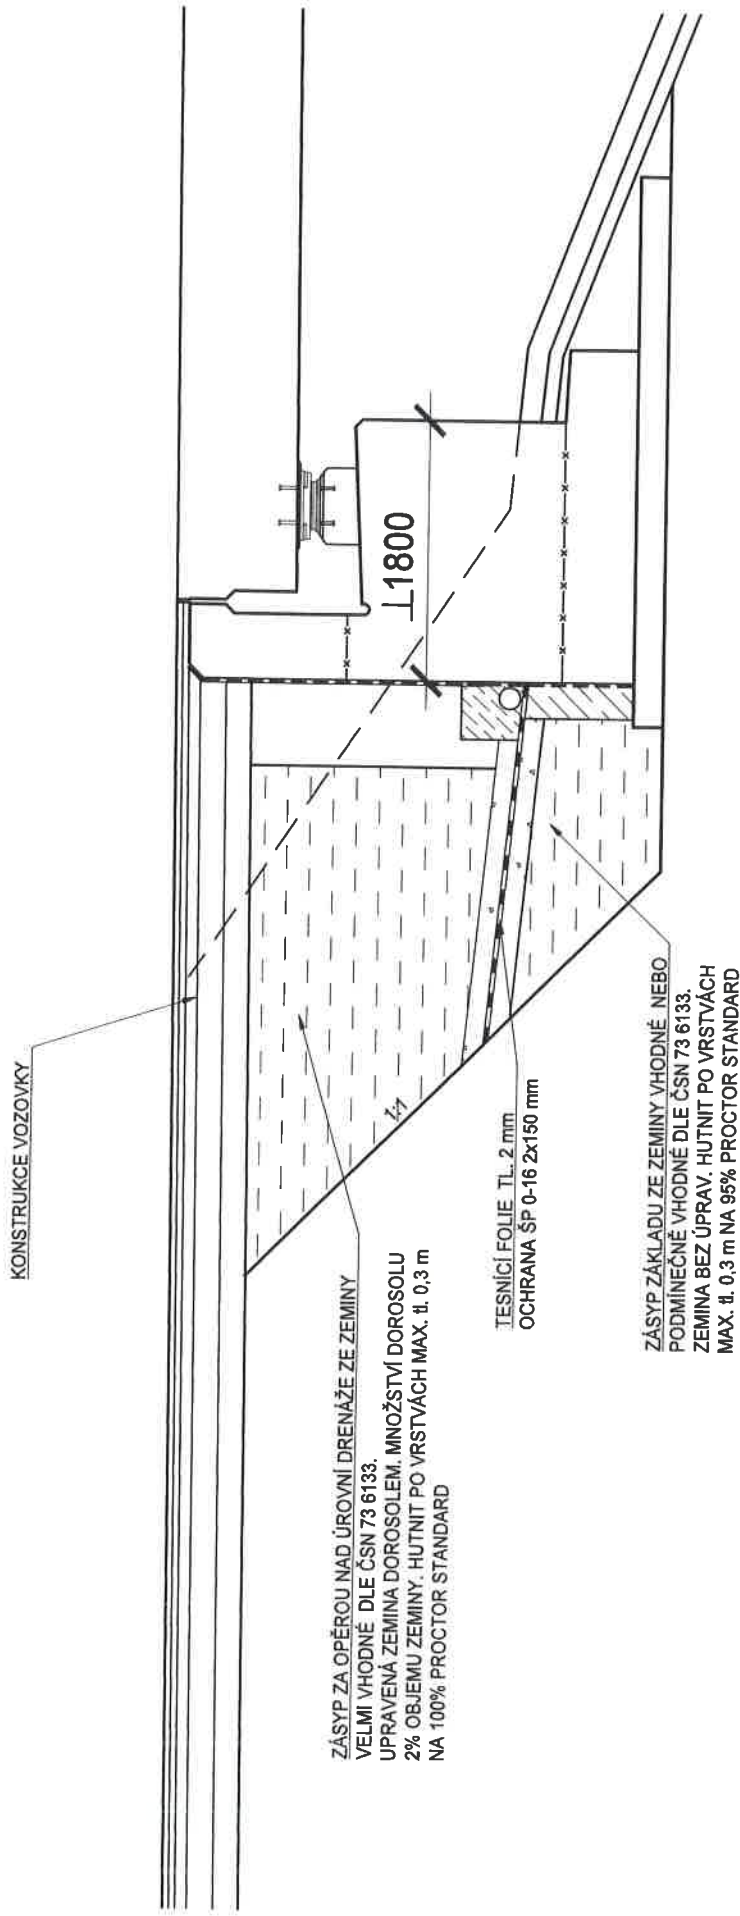 KONSTRUKCE VOZOVKY
⊥1800
1:1
ZÁSYP ZA OPĚROU NAD ÚROVNÍ DRENÁŽE ZE ZEMINY
VELMI VHODNÉ DLE ČSN 73 6133.
UPRAVENÁ ZEMINA DOROSOLEM. MNOŽSTVÍ DOROSOLU
2% OBJEMU ZEMINY. HUTNIT PO VRSTVÁCH MAX. tl. 0,3 m
NA 100% PROCTOR STANDARD
TESNÍCÍ FOLIE TL. 2 mm
OCHRANA ŠP 0-16 2x150 mm
ZÁSYP ZÁKLADU ZE ZEMINY VHODNÉ NEBO
PODMÍNEČNĚ VHODNÉ DLE ČSN 73 6133.
ZEMINA BEZ ÚPRAV. HUTNIT PO VRSTVÁCH
MAX. tl. 0,3 m NA 95% PROCTOR STANDARD